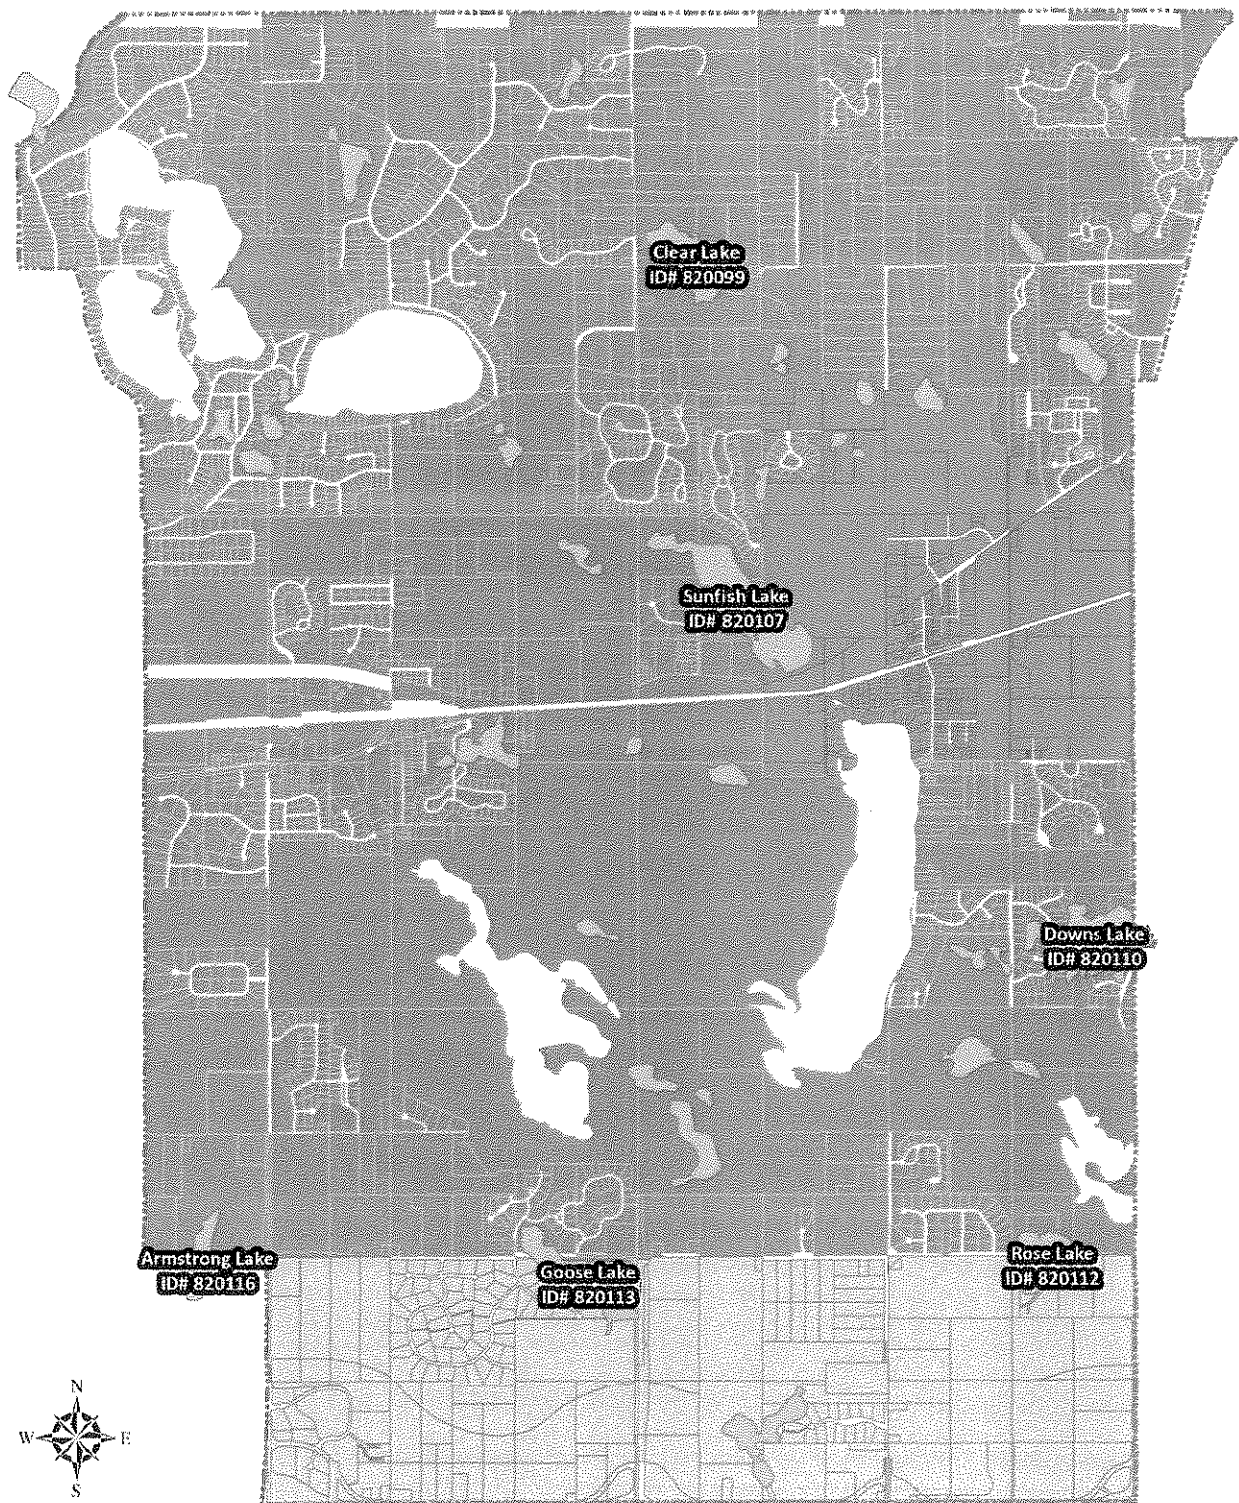 Clear Lake
ID# 820099
Sunfish Lake
ID# 820107
Downs Lake
ID# 820110
Armstrong Lake
ID# 820116
Goose Lake
ID# 820113
Rose Lake
ID# 820112
N
W E
S